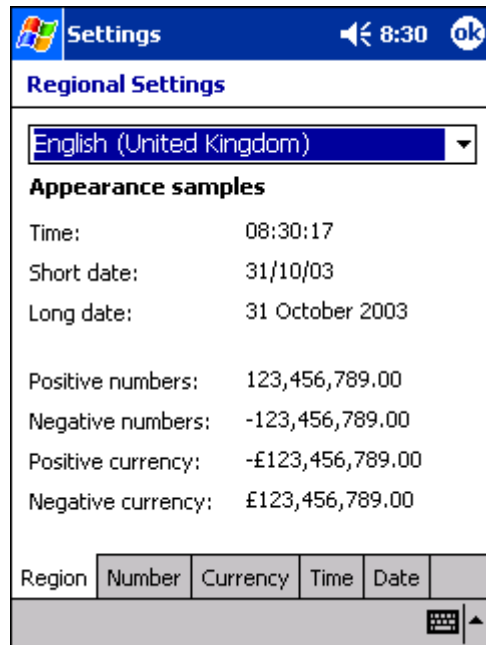 Settings 8:30 ok
Regional Settings
English (United Kingdom)
Appearance samples
Time: 08:30:17
Short date: 31/10/03
Long date: 31 October 2003
Positive numbers: 123,456,789.00
Negative numbers: -123,456,789.00
Positive currency: -£123,456,789.00
Negative currency: £123,456,789.00
Region Number Currency Time Date